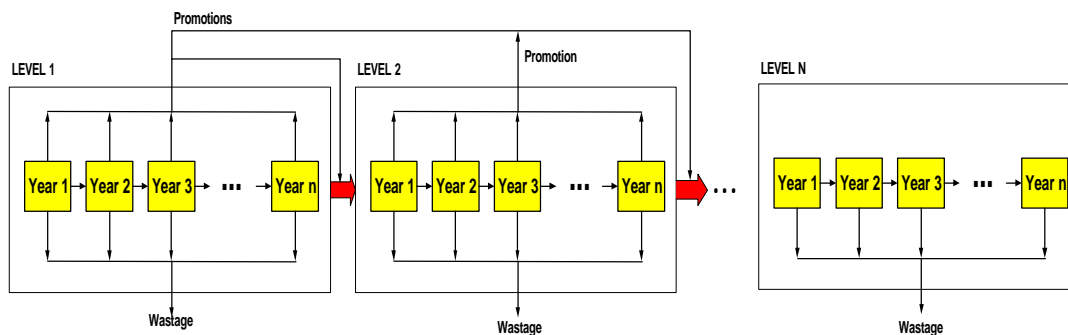 Promotions
LEVEL 1
LEVEL 2
Promotion
LEVEL N
Year 1 Year 2 Year 3 ... Year n
Year 1 Year 2 Year 3 ... Year n
...
Year 1 Year 2 Year 3 ... Year n
Wastage
Wastage
Wastage